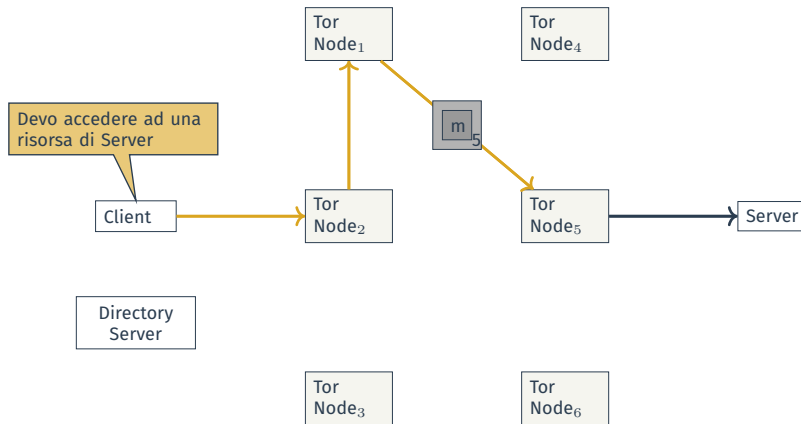 Tor
Node₁
Tor
Node₄
Devo accedere ad una
risorsa di Server
m
5
Client
Tor
Node₂
Tor
Node₅
Server
Directory
Server
Tor
Node₃
Tor
Node₆